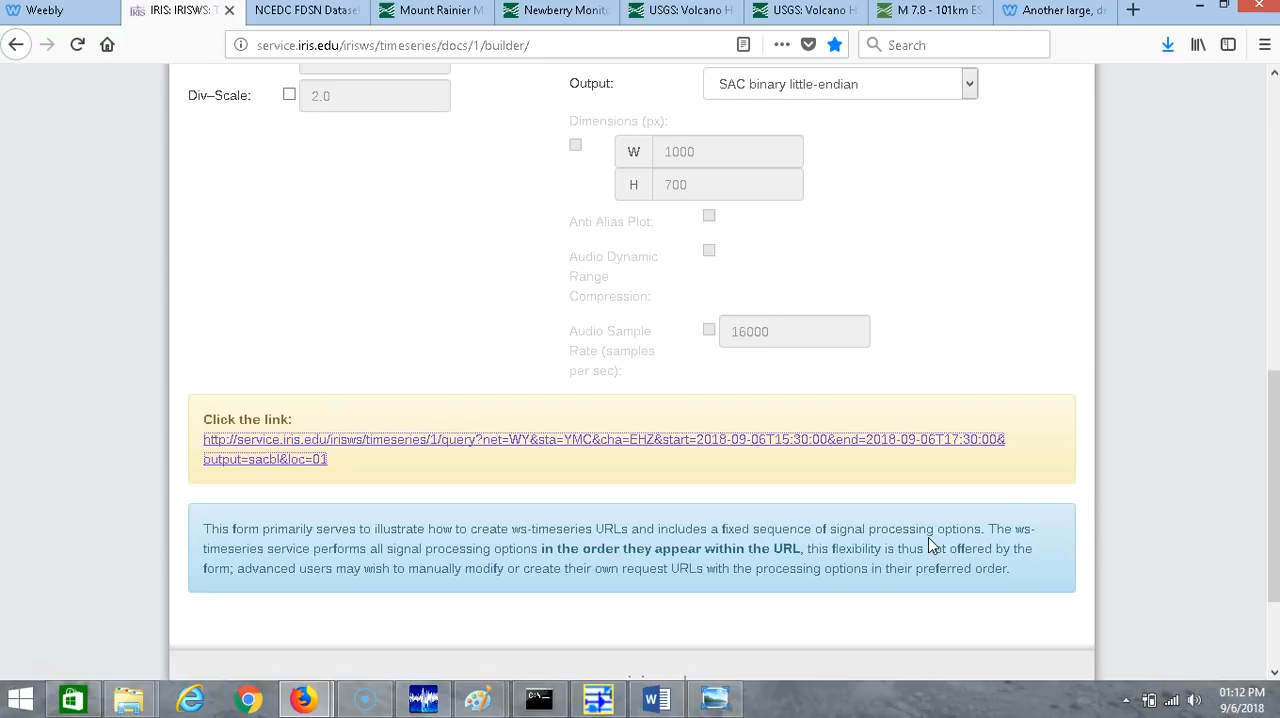 Weebly
IRIS: IRISWS: T
NCEDC FDSN Datase
Mount Rainier M
Newberry Monito
USGS: Volcano H
USGS: Volcano H
M 7.8 - 101km ES
Another large, d
service.iris.edu/irisws/timeseries/docs/1/builder/
Search
Div–Scale:
2.0
Output:
SAC binary little-endian
Dimensions (px):
W
1000
H
700
Anti Alias Plot:
Audio Dynamic
Range
Compression:
Audio Sample
Rate (samples
per sec):
16000
Click the link:
http://service.iris.edu/irisws/timeseries/1/query?net=WY&sta=YMC&cha=EHZ&start=2018-09-06T15:30:00&end=2018-09-06T17:30:00&
output=sacbl&loc=01
This form primarily serves to illustrate how to create ws-timeseries URLs and includes a fixed sequence of signal processing options. The ws-
timeseries service performs all signal processing options in the order they appear within the URL, this flexibility is thus not offered by the
form; advanced users may wish to manually modify or create their own request URLs with the processing options in their preferred order.
01:12 PM
9/6/2018